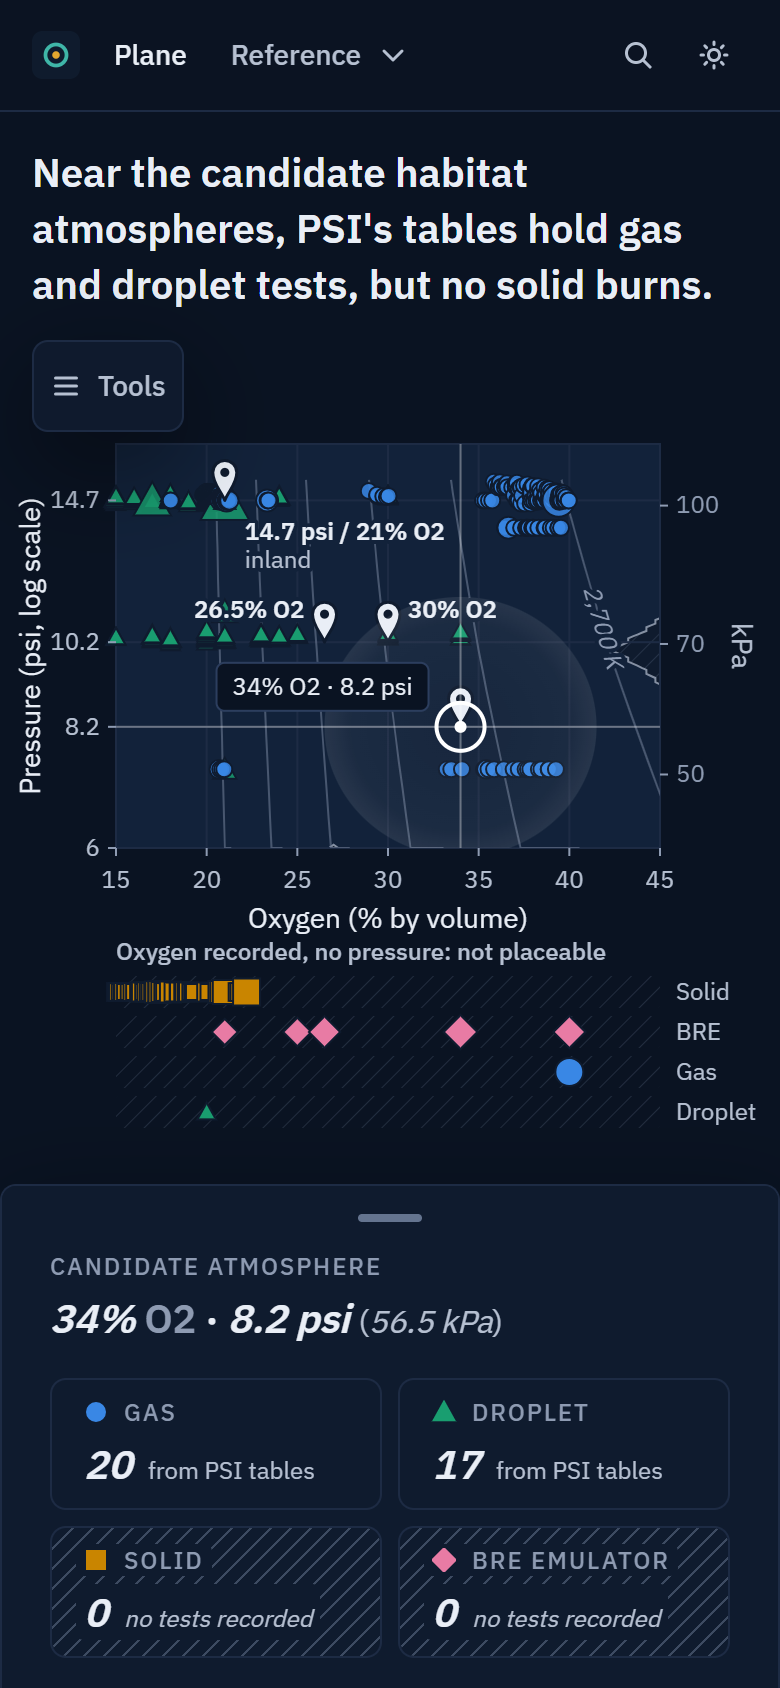 Plane Reference
Near the candidate habitat
atmospheres, PSI's tables hold gas
and droplet tests, but no solid burns.
Tools
Pressure (psi, log scale)
14.7
10.2
8.2
6
100
70
50
kPa
14.7 psi / 21% O2
inland
26.5% O2
30% O2
2,700 K
34% O2 · 8.2 psi
15 20 25 30 35 40 45
Oxygen (% by volume)
Oxygen recorded, no pressure: not placeable
Solid
BRE
Gas
Droplet
CANDIDATE ATMOSPHERE
34% O2 · 8.2 psi (56.5 kPa)
GAS
20 from PSI tables
DROPLET
17 from PSI tables
SOLID
0 no tests recorded
BRE EMULATOR
0 no tests recorded